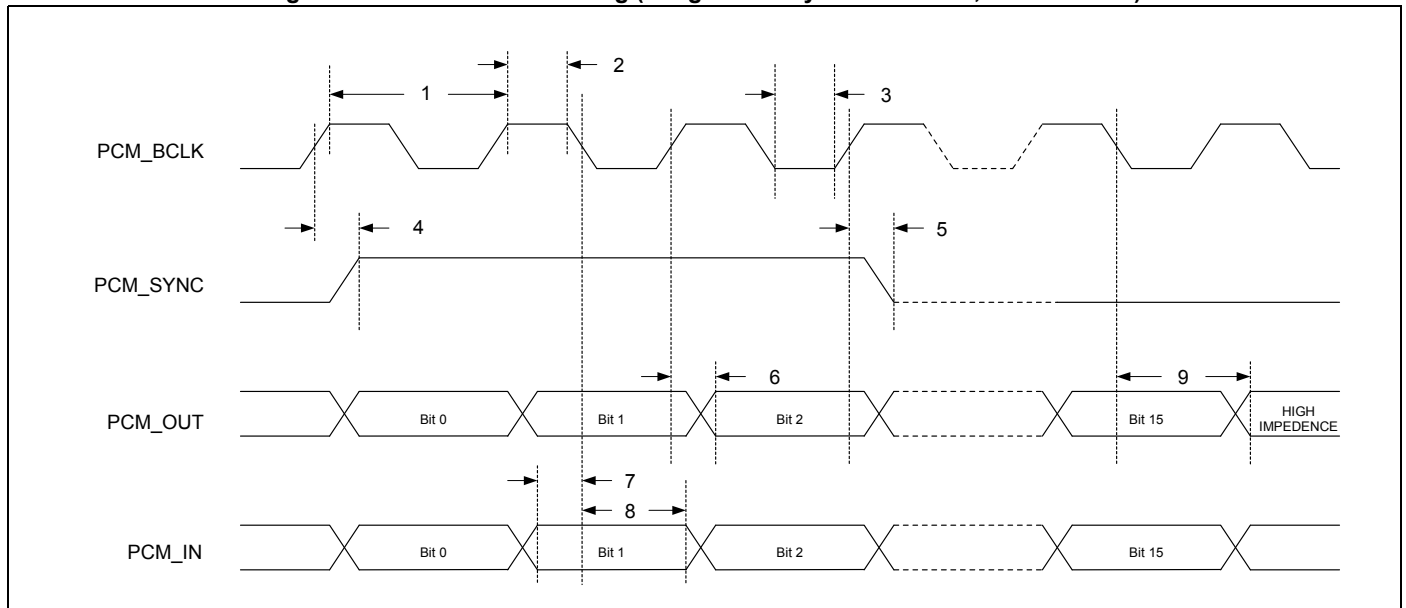 1
2
3
PCM_BCLK
4
5
PCM_SYNC
6
9
PCM_OUT
Bit 0
Bit 1
Bit 2
Bit 15
HIGH
IMPEDENCE
7
8
PCM_IN
Bit 0
Bit 1
Bit 2
Bit 15